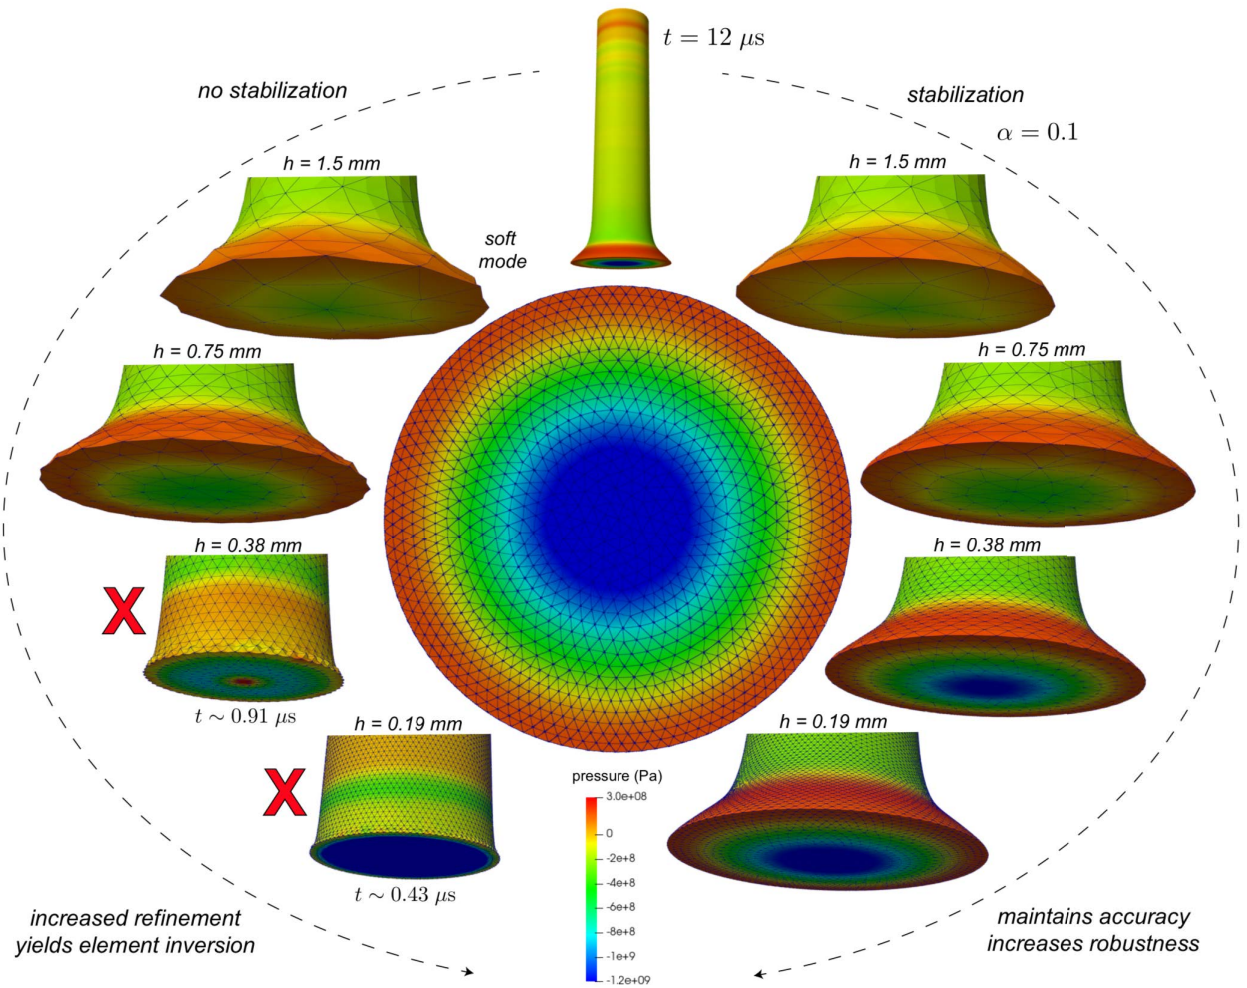 t = 12 μs
no stabilization
stabilization
α = 0.1
h = 1.5 mm
h = 1.5 mm
soft
mode
h = 0.75 mm
h = 0.75 mm
h = 0.38 mm
h = 0.38 mm
X
t ∼ 0.91 μs
h = 0.19 mm
h = 0.19 mm
X
t ∼ 0.43 μs
pressure (Pa)
3.0e+08
0
-2e+8
-4e+8
-6e+8
-8e+8
-1e+9
-1.2e+09
increased refinement
yields element inversion
maintains accuracy
increases robustness